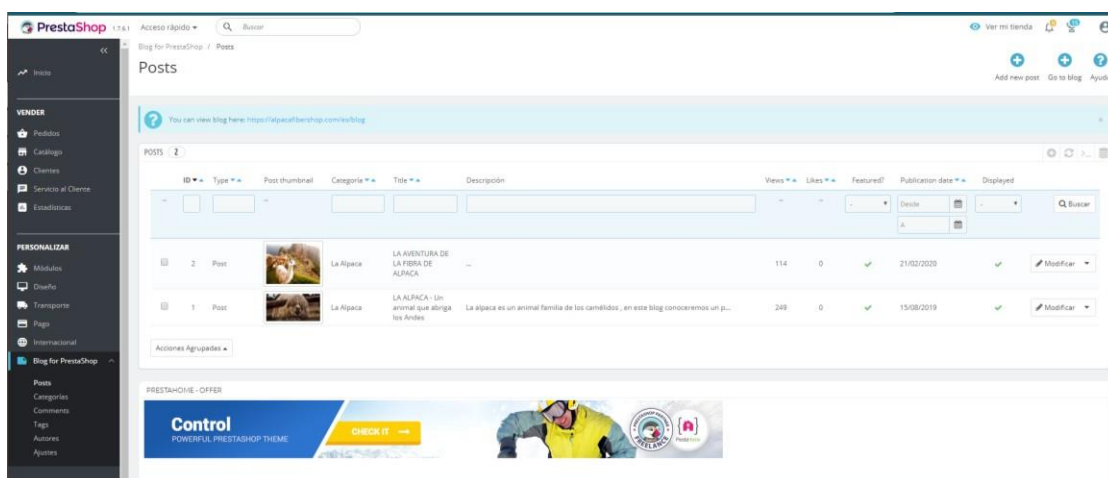 PrestaShop 1.7.6.1 Acceso rápido Buscar Ver mi tienda
Blog for PrestaShop / Posts
Posts
Add new post Go to blog Ayuda
Inicio
You can view blog here: https://alpacafibershop.com/es/blog
VENDER
Pedidos
Catálogo
Clientes
Servicio al Cliente
Estadísticas
PERSONALIZAR
Módulos
Diseño
Transporte
Pago
Internacional
Blog for PrestaShop
Posts
Categorías
Comments
Tags
Autores
Ajustes
POSTS 2
ID Type Post thumbnail Categoría Title Descripción Views Likes Featured? Publication date Displayed
-- -- -- -- - Desde - Buscar
A
2 Post La Alpaca LA AVENTURA DE LA FIBRA DE ALPACA ... 114 0 21/02/2020 Modificar
1 Post La Alpaca LA ALPACA - Un animal que abriga los Andes La alpaca es un animal familia de los camélidos , en este blog conoceremos un p... 249 0 15/08/2019 Modificar
Acciones Agrupadas
PRESTAHOME - OFFER
Control
POWERFUL PRESTASHOP THEME
CHECK IT
FREELANCE